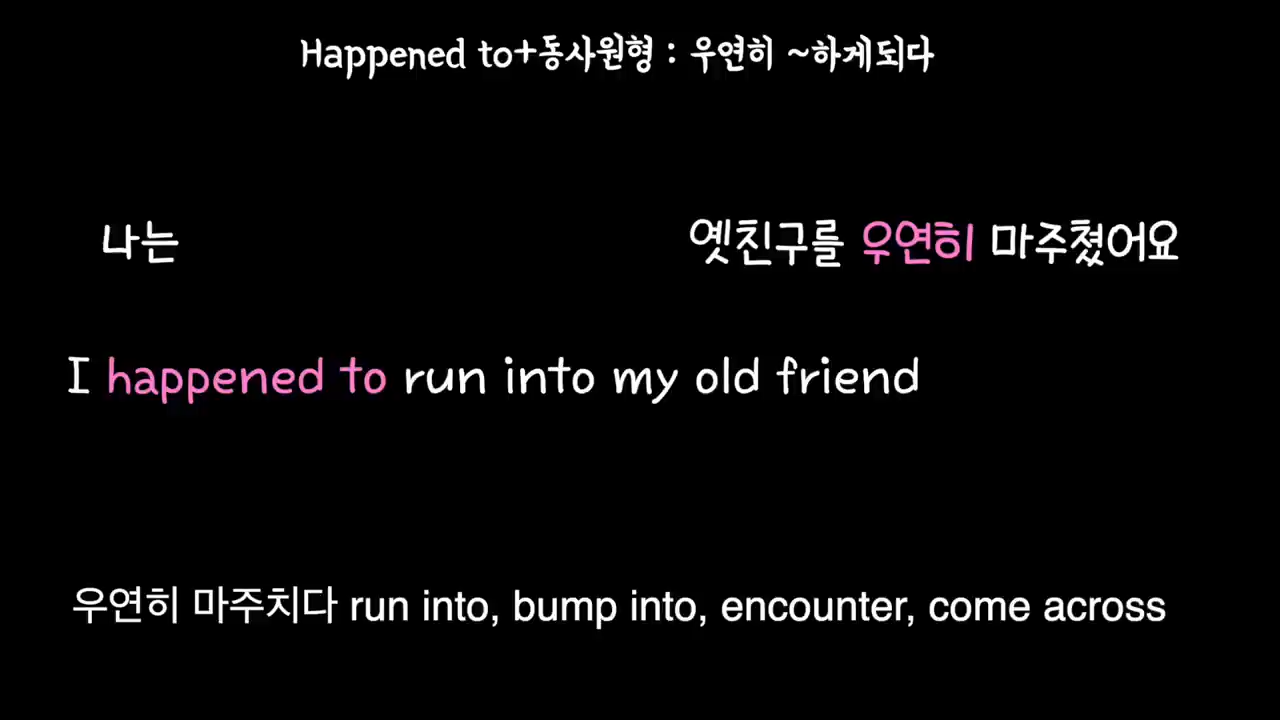 Happened to+동사원형 : 우연히 ~하게되다
나는 옛친구를 우연히 마주쳤어요
I happened to run into my old friend
우연히 마주치다 run into, bump into, encounter, come across